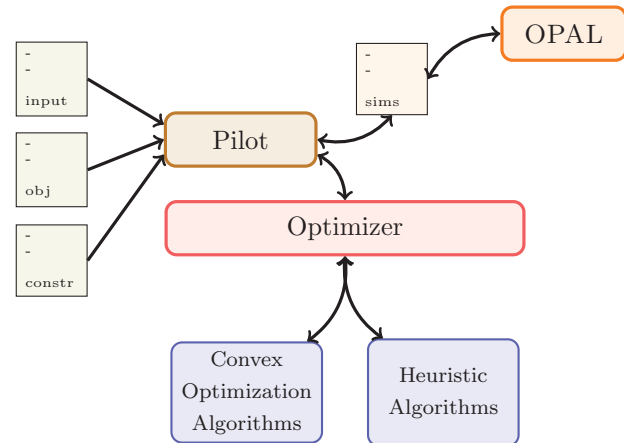 OPAL
-
-
input
-
-
sims
Pilot
-
-
obj
Optimizer
-
-
constr
Convex
Optimization
Algorithms
Heuristic
Algorithms